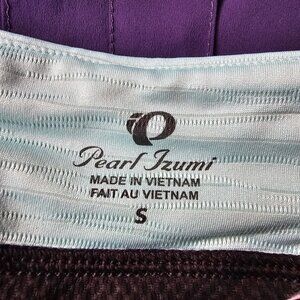 Pearl Izumi
MADE IN VIETNAM
FAIT AU VIETNAM
S